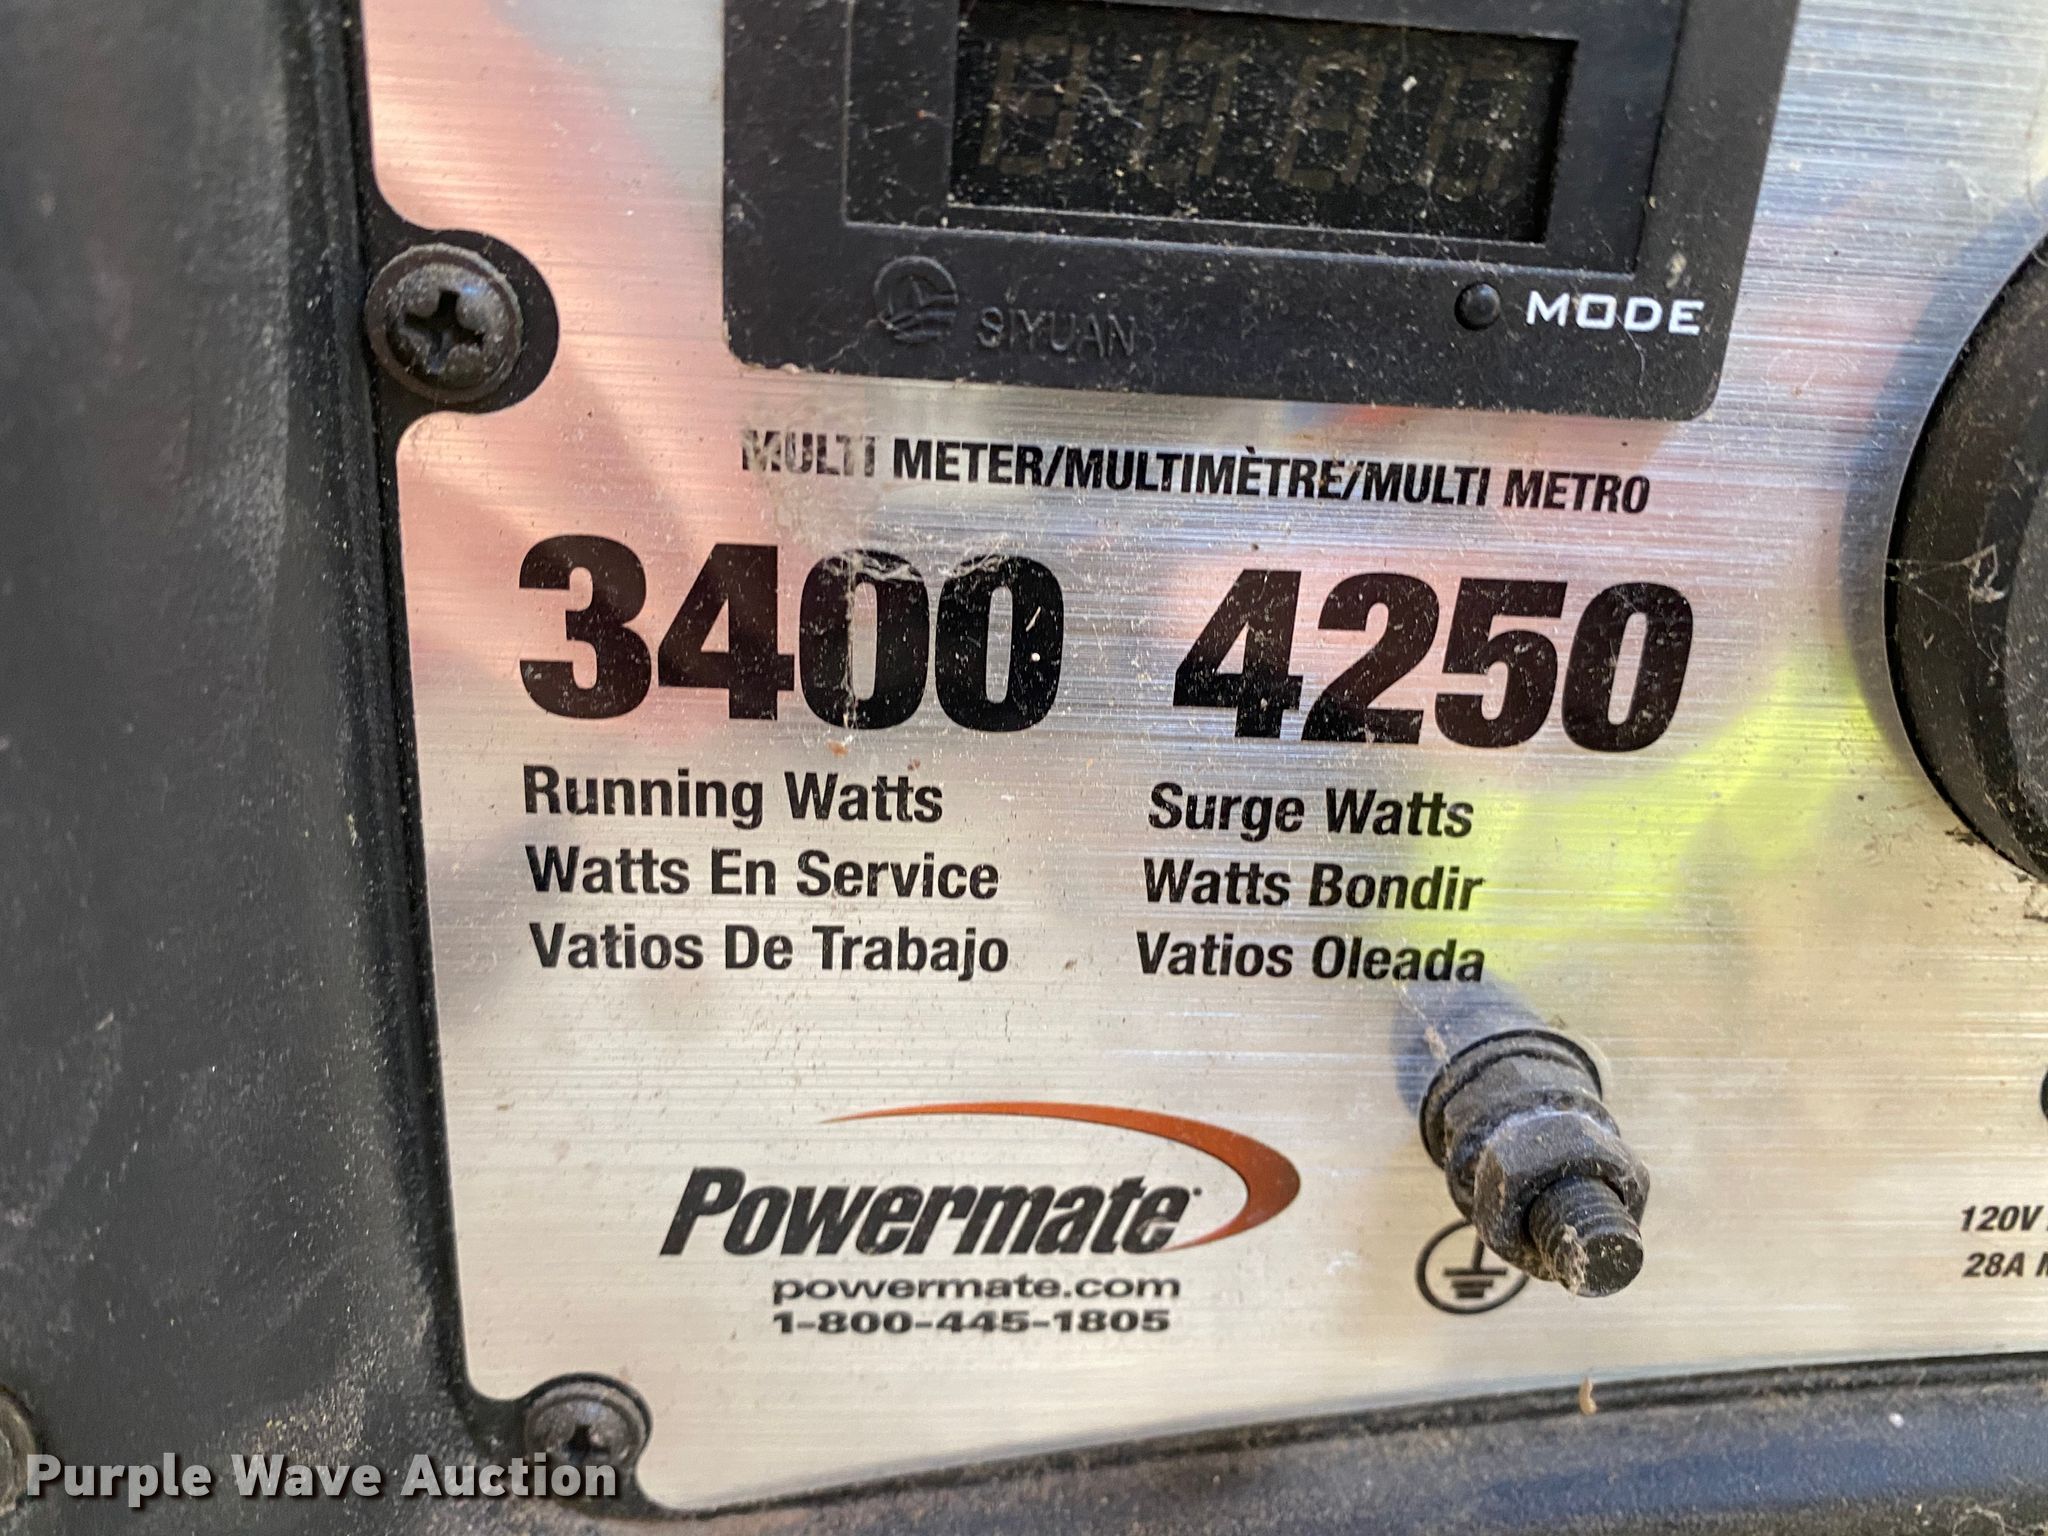 SIYUAN
MODE
MULTI METER/MULTIMÈTRE/MULTI METRO
3400 4250
Running Watts
Watts En Service
Vatios De Trabajo
Surge Watts
Watts Bondir
Vatios Oleada
Powermate
powermate.com
1-800-445-1805
120V
28A
Purple Wave Auction